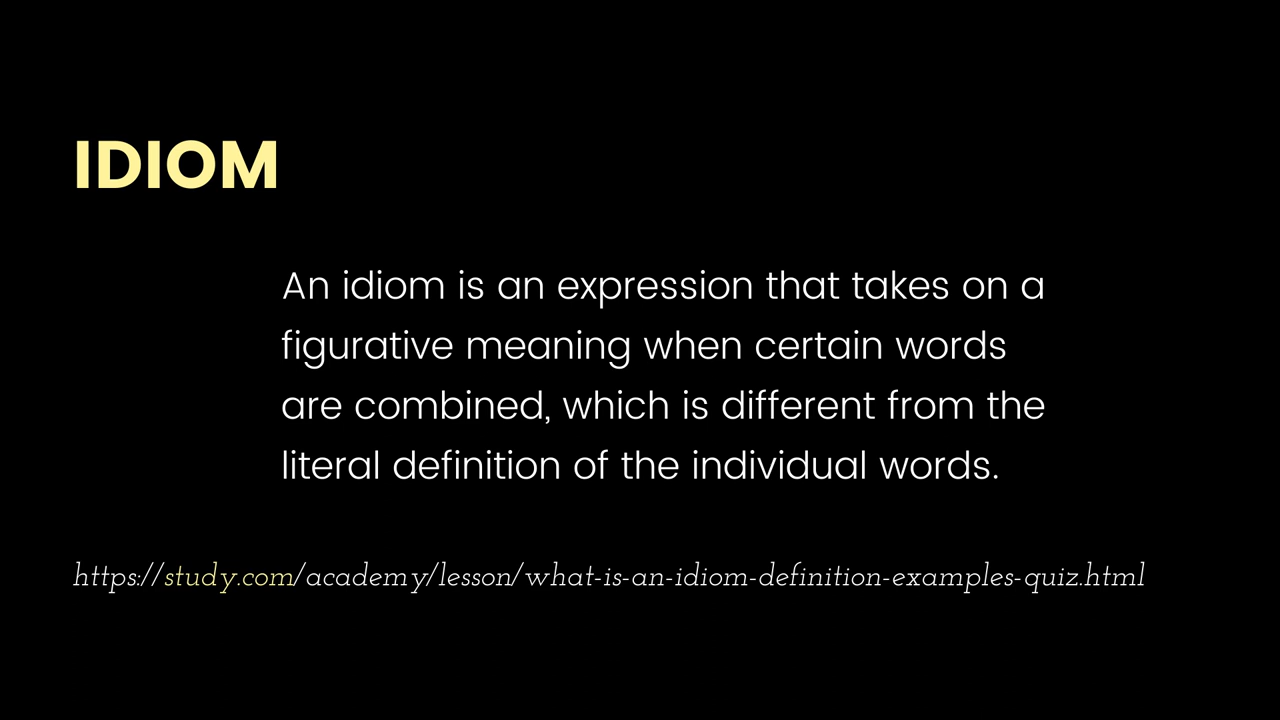 IDIOM
An idiom is an expression that takes on a
figurative meaning when certain words
are combined, which is different from the
literal definition of the individual words.
https://study.com/academy/lesson/what-is-an-idiom-definition-examples-quiz.html